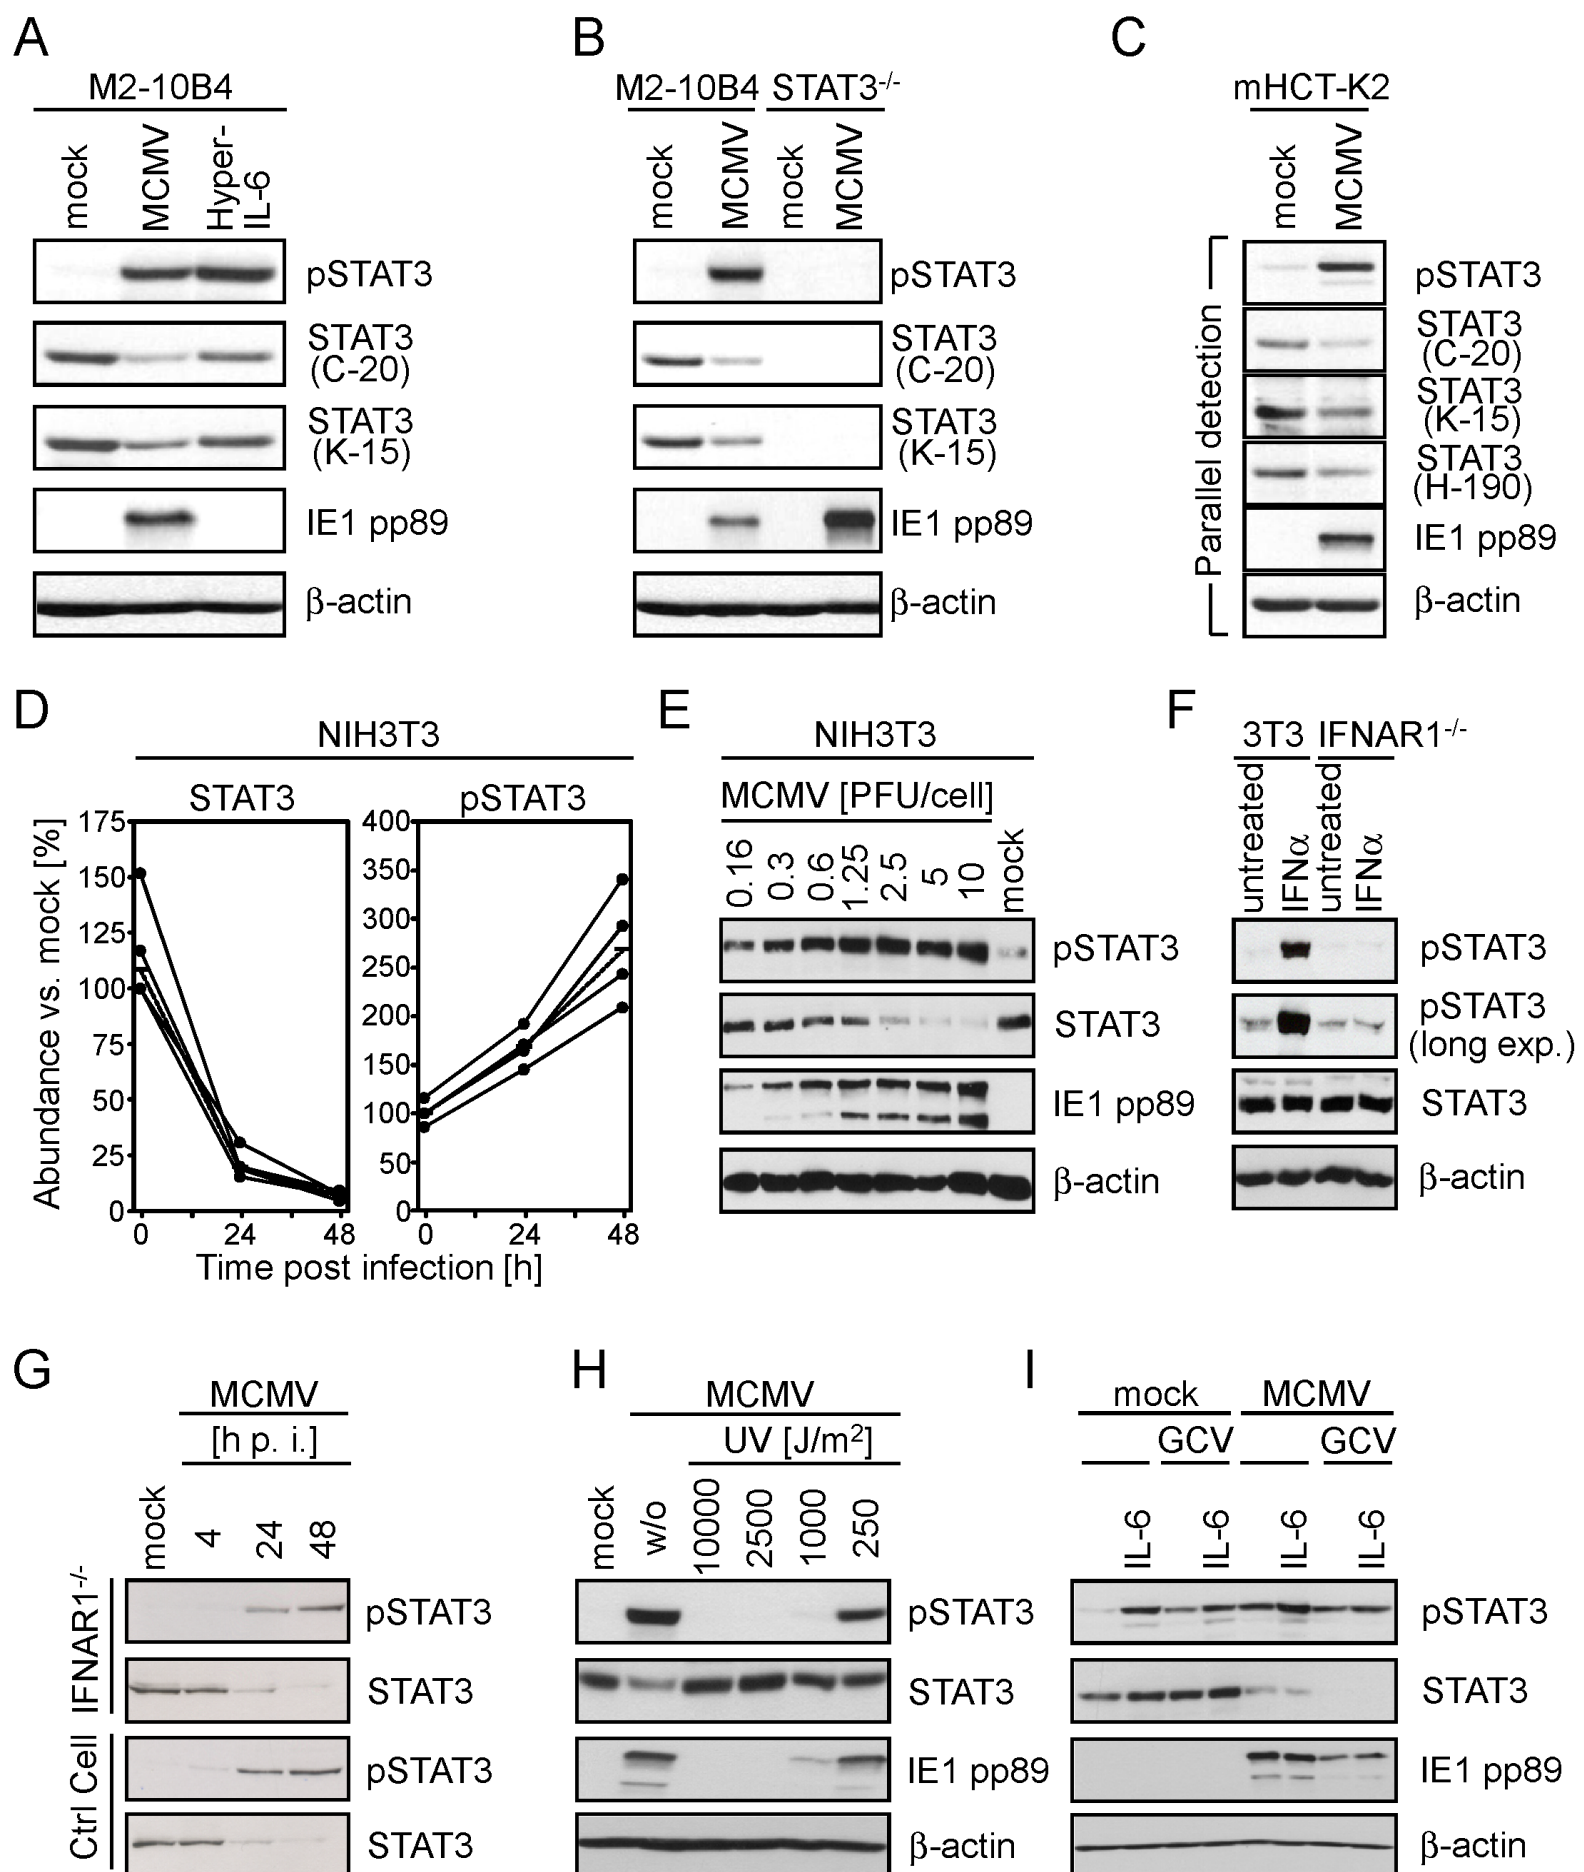 A
M2-10B4
mock
MCMV
Hyper-
IL-6
pSTAT3
STAT3
(C-20)
STAT3
(K-15)
IE1 pp89
β-actin
B
M2-10B4 STAT3-/-
mock
MCMV
mock
MCMV
pSTAT3
STAT3
(C-20)
STAT3
(K-15)
IE1 pp89
β-actin
C
mHCT-K2
mock
MCMV
Parallel detection
pSTAT3
STAT3
(C-20)
STAT3
(K-15)
STAT3
(H-190)
IE1 pp89
β-actin
D
NIH3T3
STAT3
pSTAT3
Abundance vs. mock [%]
175
150
125
100
75
50
25
0
0 24 48
400
350
300
250
200
150
100
50
0
0 24 48
Time post infection [h]
E
NIH3T3
MCMV [PFU/cell]
0.16
0.3
0.6
1.25
2.5
5
10
mock
pSTAT3
STAT3
IE1 pp89
β-actin
F
3T3 IFNAR1-/-
untreated
IFNα
untreated
IFNα
pSTAT3
pSTAT3
(long exp.)
STAT3
β-actin
G
MCMV
[h p. i.]
mock
4
24
48
IFNAR1-/-
pSTAT3
STAT3
Ctrl Cell
pSTAT3
STAT3
H
MCMV
UV [J/m²]
mock
w/o
10000
2500
1000
250
pSTAT3
STAT3
IE1 pp89
β-actin
I
mock MCMV
GCV GCV
IL-6
IL-6
IL-6
IL-6
pSTAT3
STAT3
IE1 pp89
β-actin